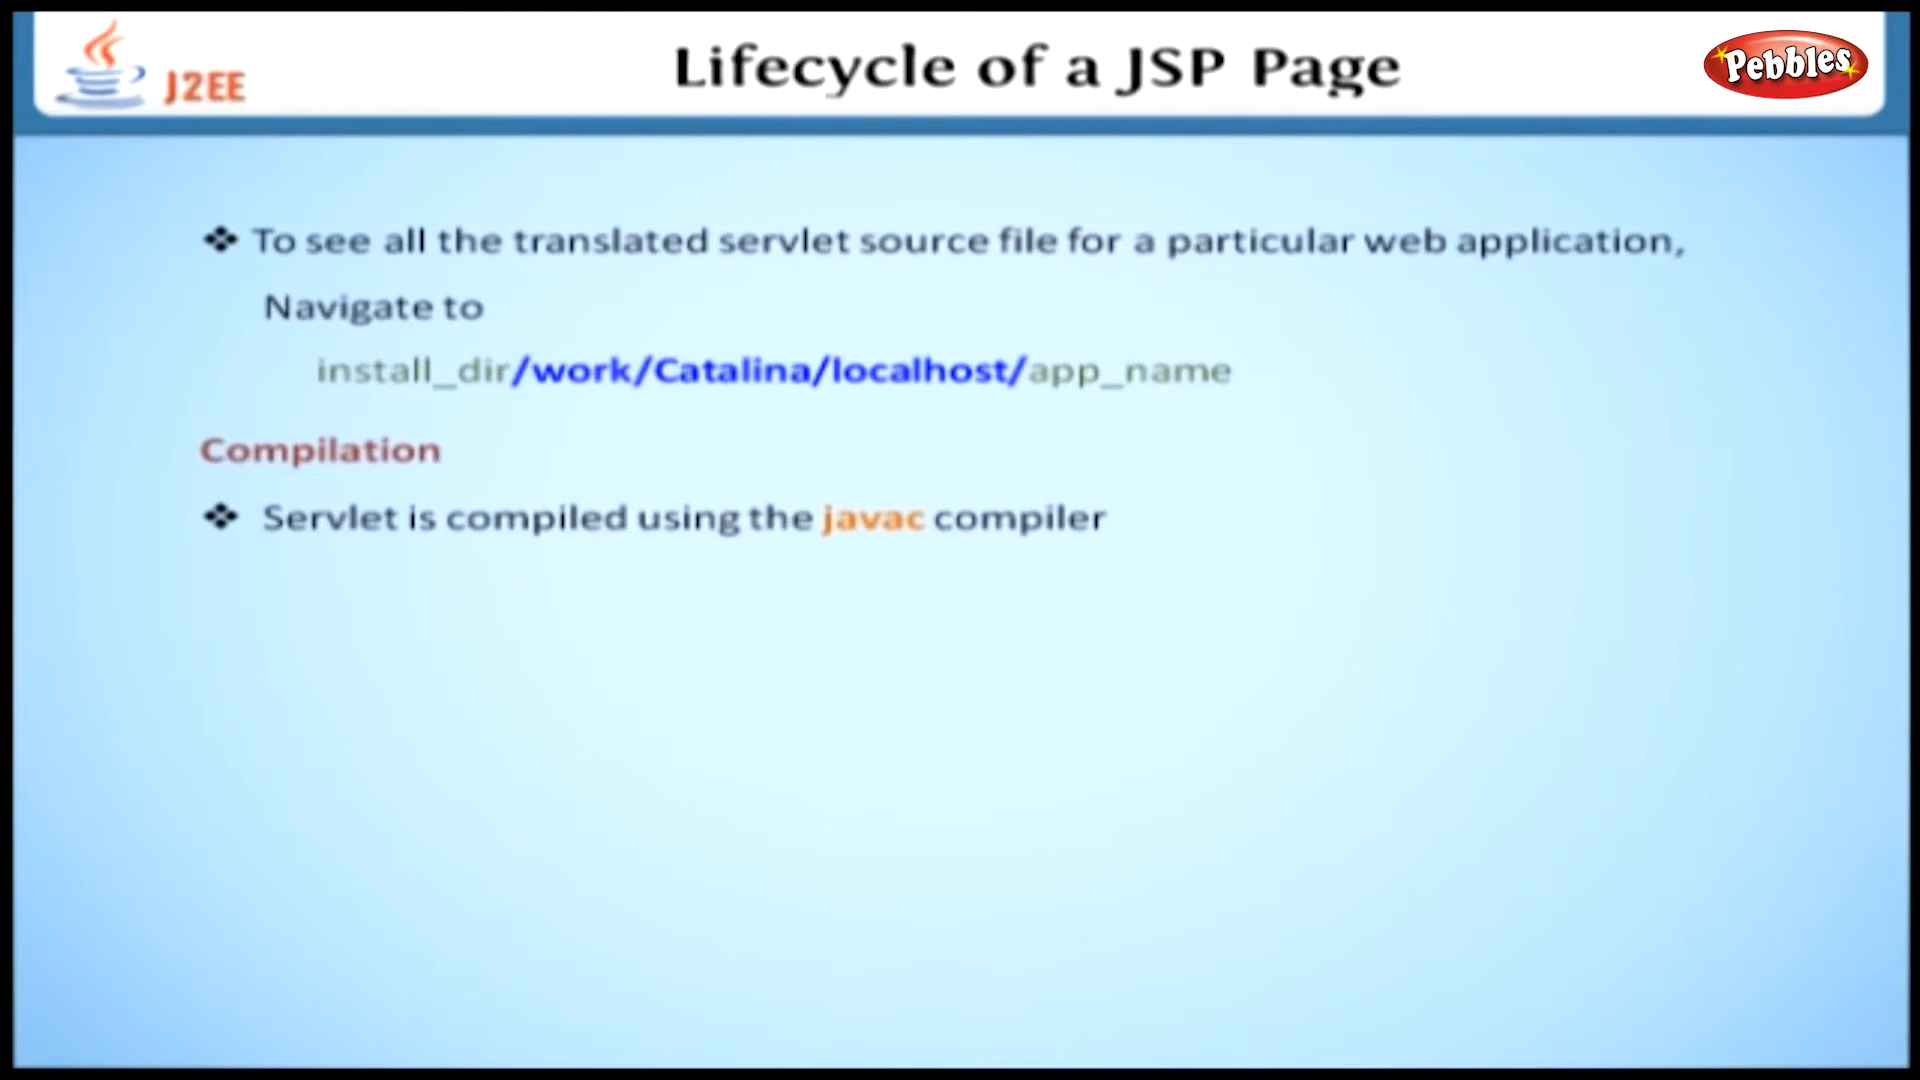 J2EE
Lifecycle of a JSP Page
Pebbles
To see all the translated servlet source file for a particular web application,
Navigate to
install_dir/work/Catalina/localhost/app_name
Compilation
Servlet is compiled using the javac compiler